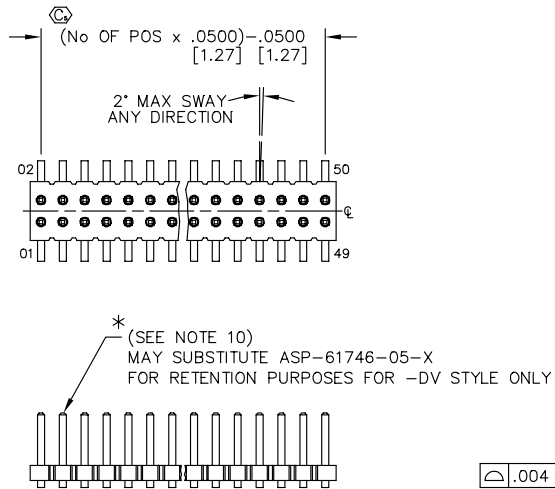 C
(No OF POS x .0500)-.0500
[1.27] [1.27]
2° MAX SWAY
ANY DIRECTION
02 50
℄
01 49
*
(SEE NOTE 10)
MAY SUBSTITUTE ASP-61746-05-X
FOR RETENTION PURPOSES FOR -DV STYLE ONLY
.004